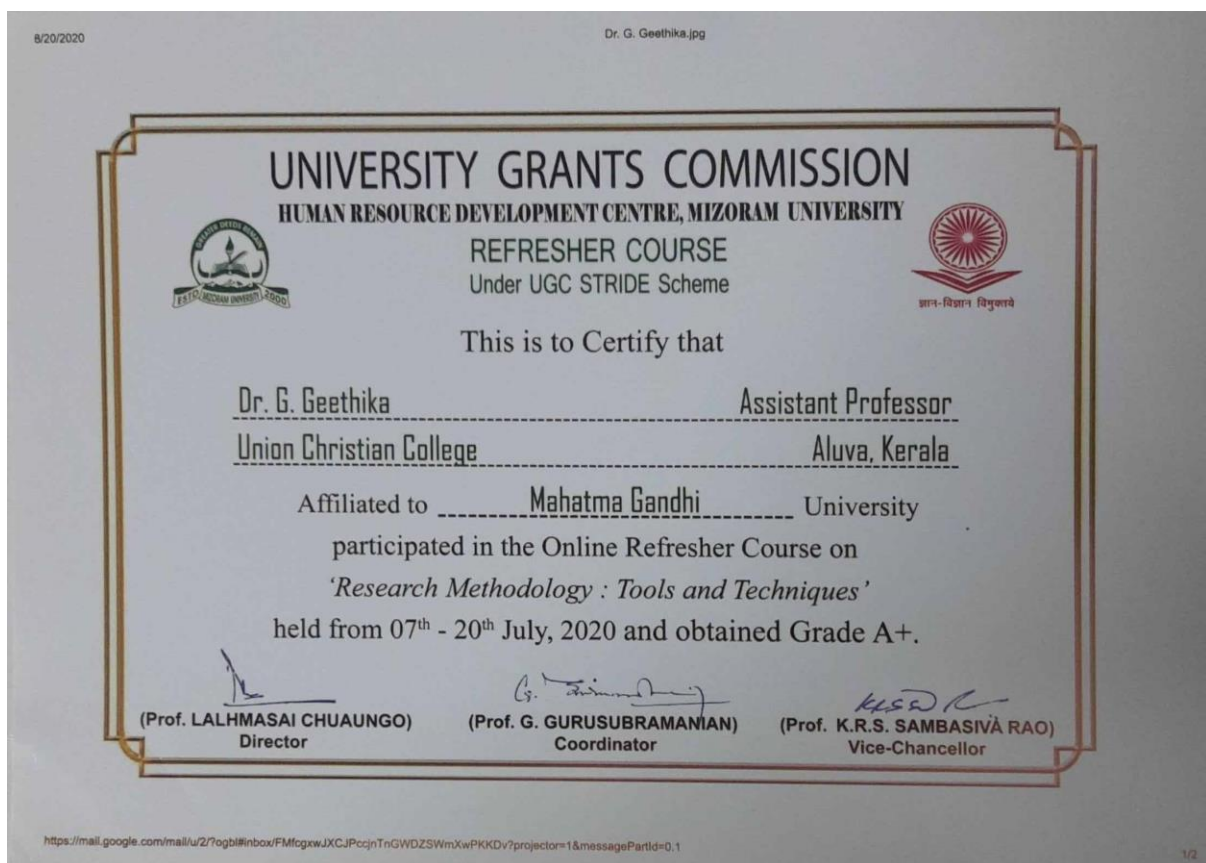 8/20/2020 Dr. G. Geethika.jpg
UNIVERSITY GRANTS COMMISSION
HUMAN RESOURCE DEVELOPMENT CENTRE, MIZORAM UNIVERSITY
REFRESHER COURSE
Under UGC STRIDE Scheme
ESTD MIZORAM UNIVERSITY 2000
ज्ञान-विज्ञान विमुक्तये
This is to Certify that
Dr. G. Geethika Assistant Professor
Union Christian College Aluva, Kerala
Affiliated to Mahatma Gandhi University
participated in the Online Refresher Course on
‘Research Methodology : Tools and Techniques’
held from 07th - 20th July, 2020 and obtained Grade A+.
(Prof. LALHMASAI CHUAUNGO) (Prof. G. GURUSUBRAMANIAN) (Prof. K.R.S. SAMBASIVA RAO)
Director Coordinator Vice-Chancellor
https://mail.google.com/mail/u/2/?ogbl#inbox/FMfcgxwJXCJPccjnTnGWDZSWmXwPKKDv?projector=1&messagePartId=0.1 1/2